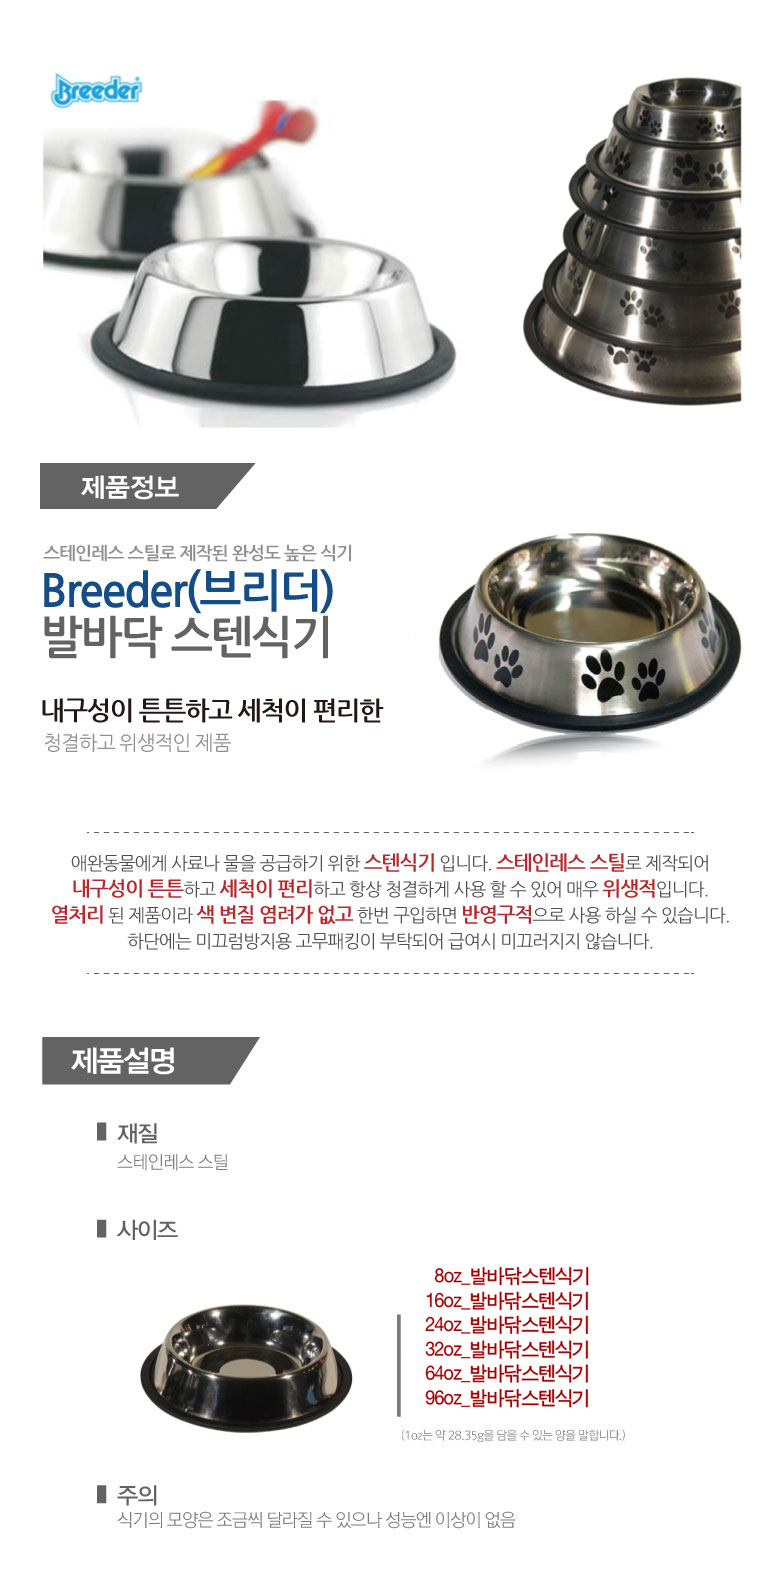 Breeder
제품정보
스테인레스 스틸로 제작된 완성도 높은 식기
Breeder(브리더)
발바닥 스텐식기
내구성이 튼튼하고 세척이 편리한
청결하고 위생적인 제품
애완동물에게 사료나 물을 공급하기 위한 스텐식기 입니다. 스테인레스 스틸로 제작되어
내구성이 튼튼하고 세척이 편리하고 항상 청결하게 사용 할 수 있어 매우 위생적입니다.
열처리 된 제품이라 색 변질 염려가 없고 한번 구입하면 반영구적으로 사용 하실 수 있습니다.
하단에는 미끄럼방지용 고무패킹이 부탁되어 급여시 미끄러지지 않습니다.
제품설명
재질
스테인레스 스틸
사이즈
8oz_발바닦스텐식기
16oz_발바닦스텐식기
24oz_발바닦스텐식기
32oz_발바닦스텐식기
64oz_발바닦스텐식기
96oz_발바닦스텐식기
(1oz는 약 28.35g을 담을 수 있는 양을 말합니다.)
주의
식기의 모양은 조금씩 달라질 수 있으나 성능엔 이상이 없음